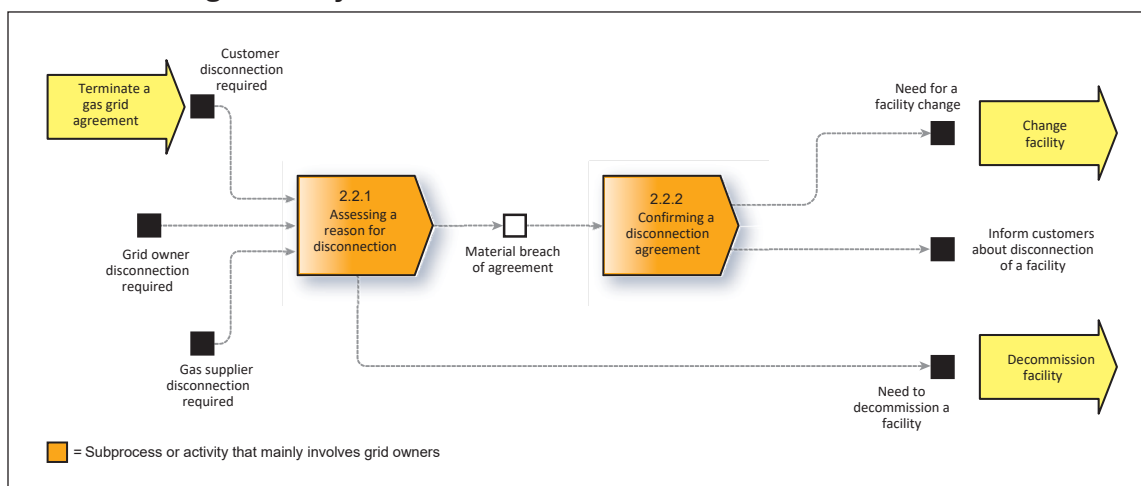 Customer
disconnection
required
Terminate a
gas grid
agreement
Need for a
facility change
Change
facility
2.2.1
Assessing a
reason for
disconnection
2.2.2
Confirming a
disconnection
agreement
Grid owner
disconnection
required
Material breach
of agreement
Inform customers
about disconnection
of a facility
Gas supplier
disconnection
required
Decommission
facility
Need to
decommission a
facility
= Subprocess or activity that mainly involves grid owners